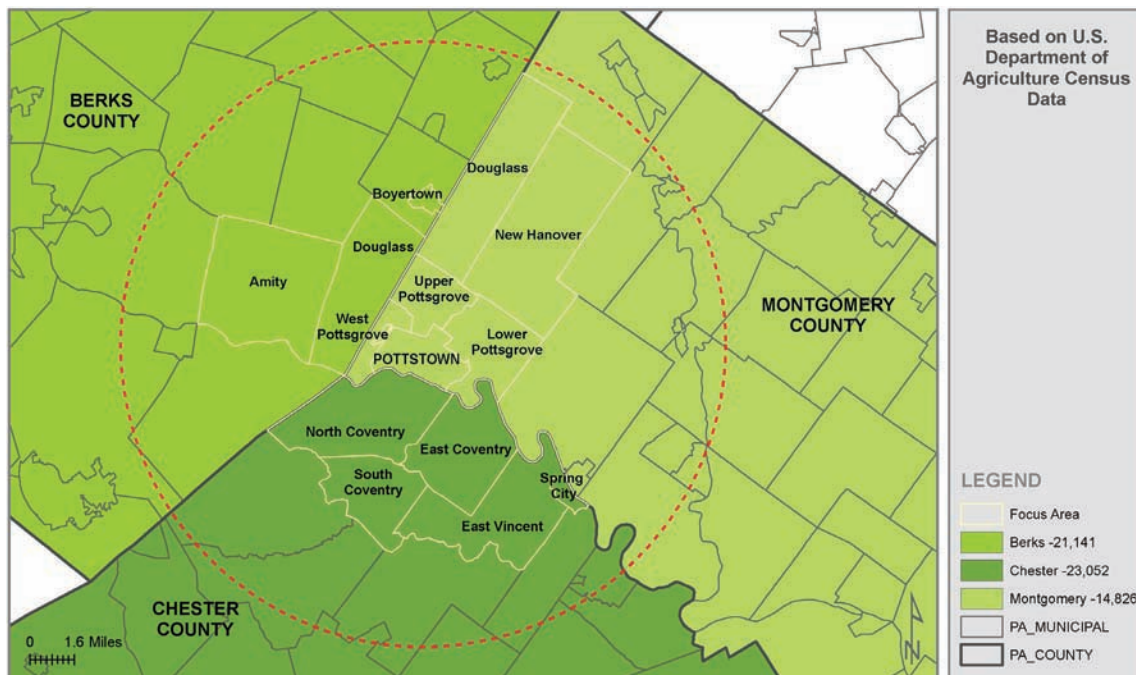 Based on U.S.
Department of
Agriculture Census
Data
BERKS
COUNTY
Douglass
Boyertown
New Hanover
Douglass
Amity
Upper
Pottsgrove
MONTGOMERY
COUNTY
West
Pottsgrove
Lower
Pottsgrove
POTTSTOWN
North Coventry
East Coventry
South
Coventry
Spring
City
East Vincent
CHESTER
COUNTY
0 1.6 Miles
N
LEGEND
Focus Area
Berks -21,141
Chester -23,052
Montgomery -14,826
PA_MUNICIPAL
PA_COUNTY